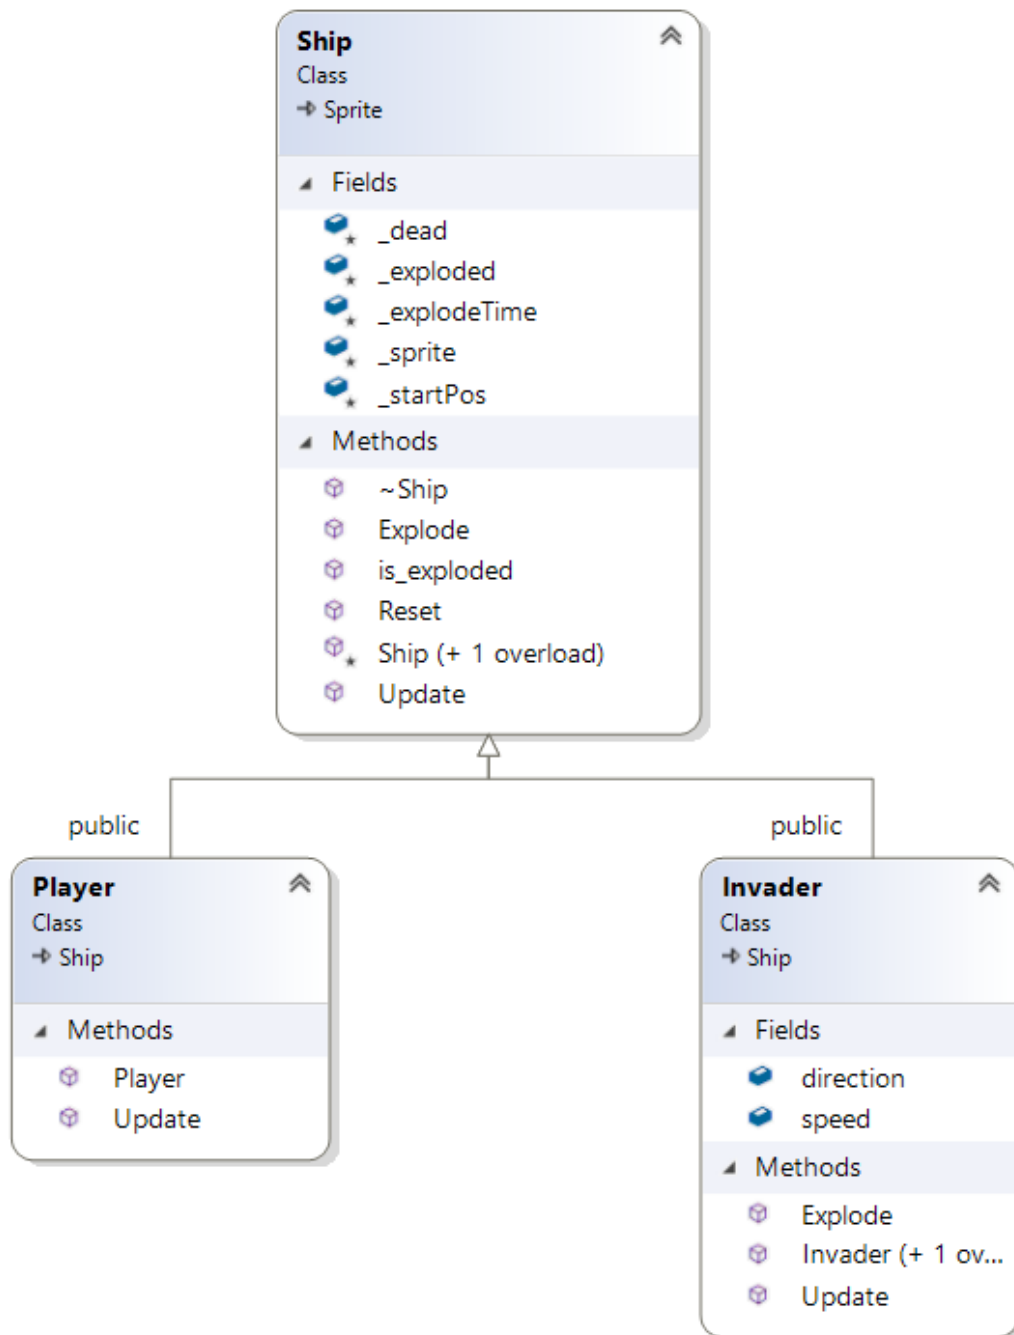 Ship
Class
Sprite
Fields
_dead
_exploded
_explodeTime
_sprite
_startPos
Methods
~Ship
Explode
is_exploded
Reset
Ship (+ 1 overload)
Update
public
public
Player
Class
Ship
Methods
Player
Update
Invader
Class
Ship
Fields
direction
speed
Methods
Explode
Invader (+ 1 ov...
Update